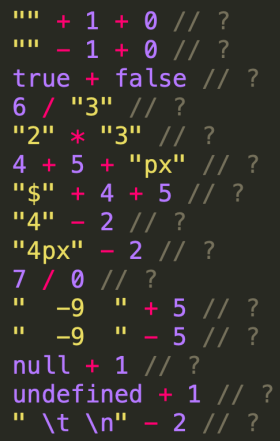 "" + 1 + 0 // ?
"" - 1 + 0 // ?
true + false // ?
6 / "3" // ?
"2" * "3" // ?
4 + 5 + "px" // ?
"$" + 4 + 5 // ?
"4" - 2 // ?
"4px" - 2 // ?
7 / 0 // ?
"  -9  " + 5 // ?
"  -9  " - 5 // ?
null + 1 // ?
undefined + 1 // ?
" \t \n" - 2 // ?